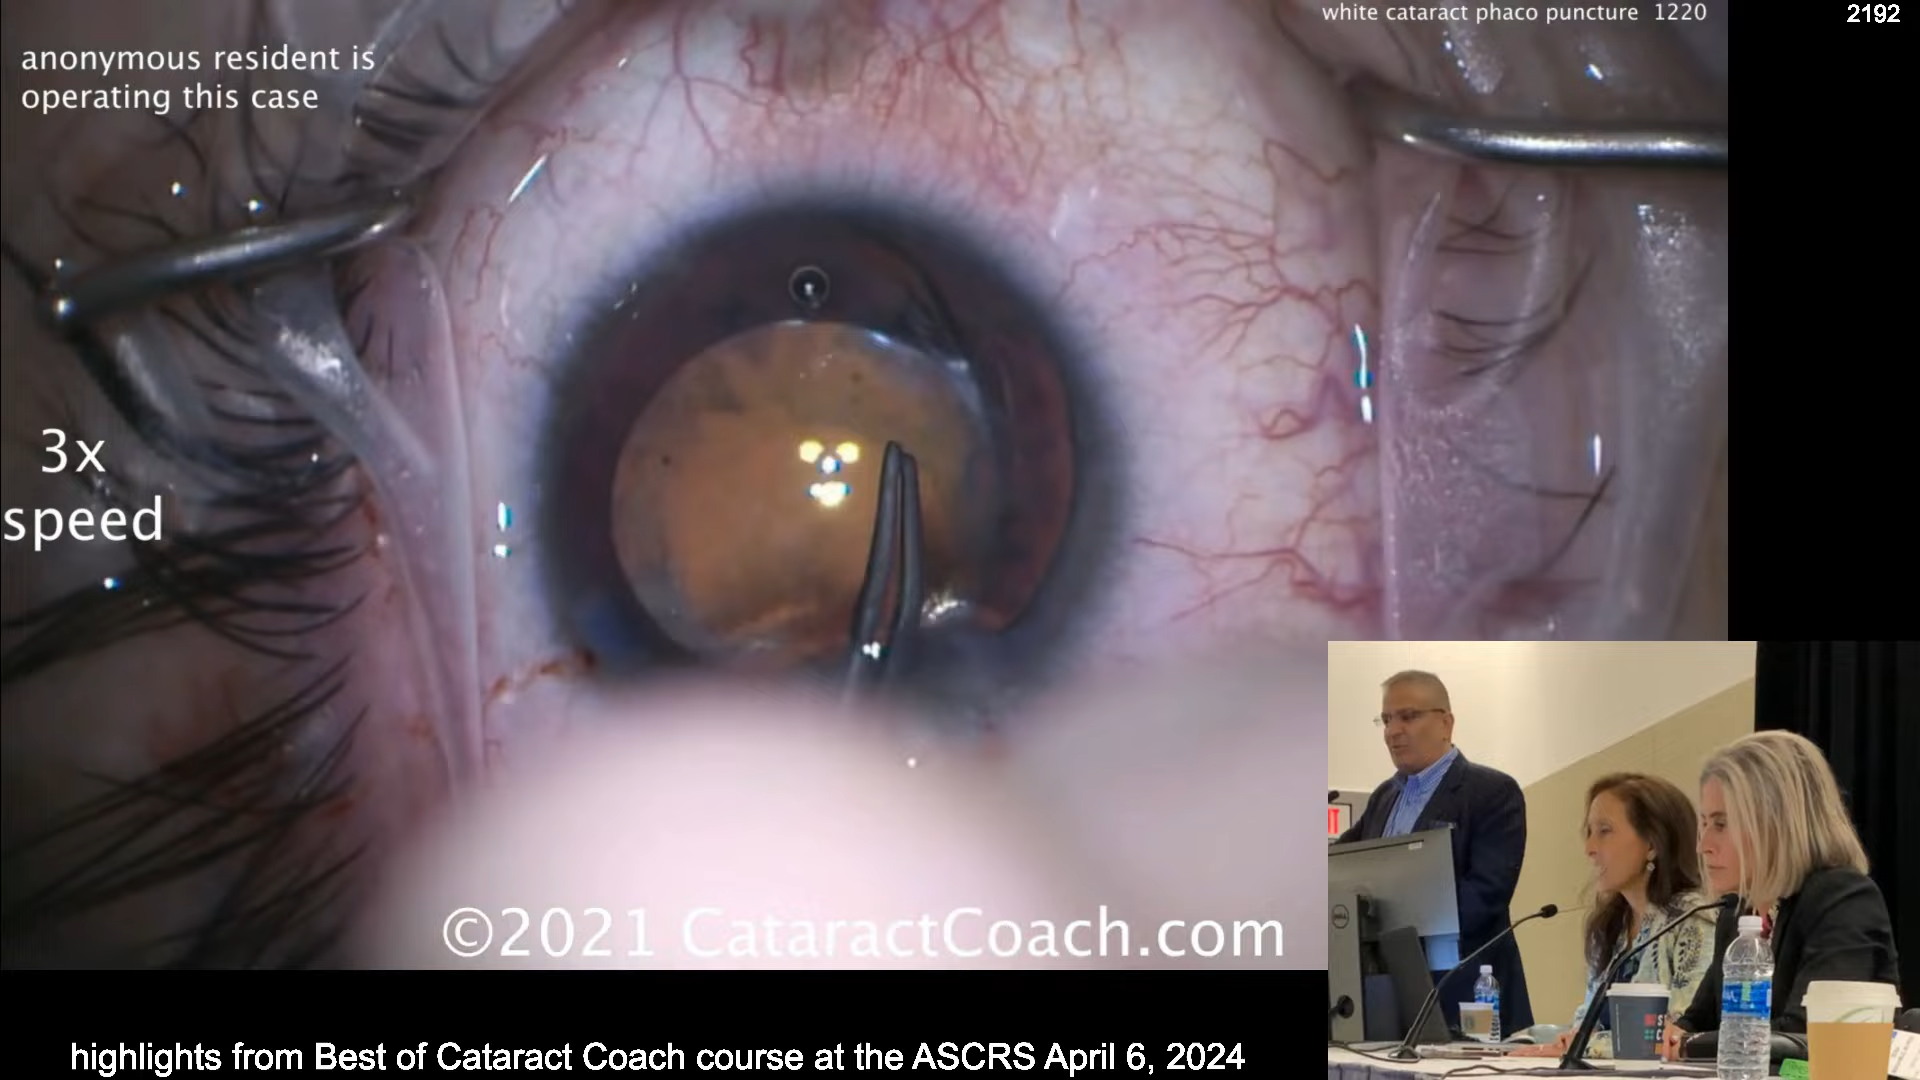 white cataract phaco puncture 1220
2192
anonymous resident is
operating this case
3x
speed
©2021 CataractCoach.com
highlights from Best of Cataract Coach course at the ASCRS April 6, 2024
DELL